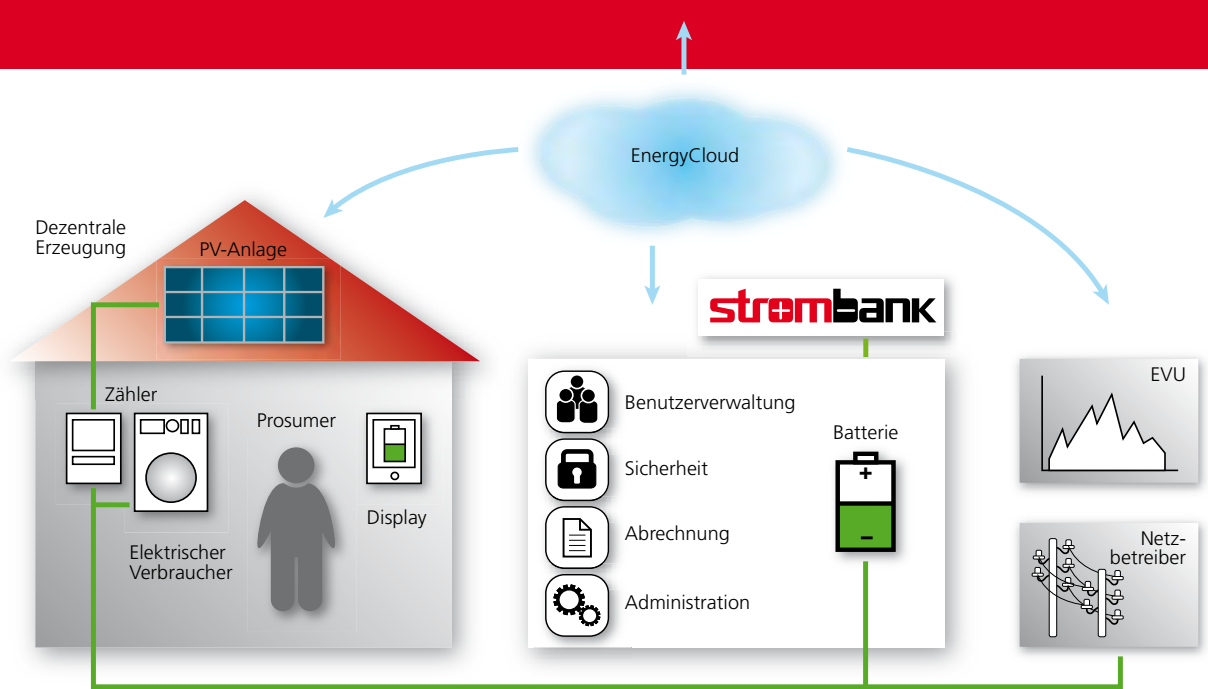 EnergyCloud
Dezentrale
Erzeugung
PV-Anlage
strombank
Zähler
Prosumer
Display
Elektrischer
Verbraucher
Benutzerverwaltung
Sicherheit
Abrechnung
Administration
Batterie
+
–
EVU
Netz-
betreiber